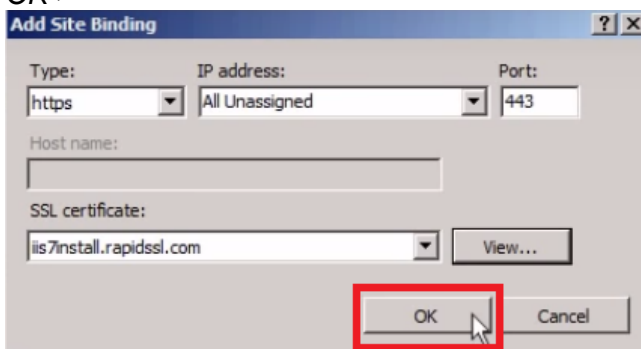 OK.
Add Site Binding
Type: IP address: Port:
https All Unassigned 443
Host name:
SSL certificate:
iis7install.rapidssl.com View...
OK Cancel